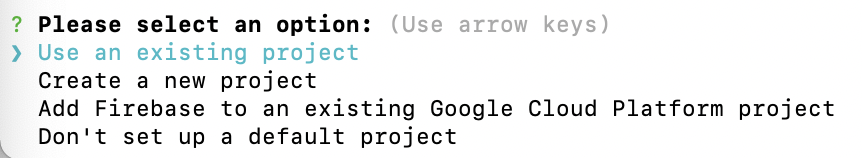 ? Please select an option: (Use arrow keys)
❯ Use an existing project
Create a new project
Add Firebase to an existing Google Cloud Platform project
Don't set up a default project